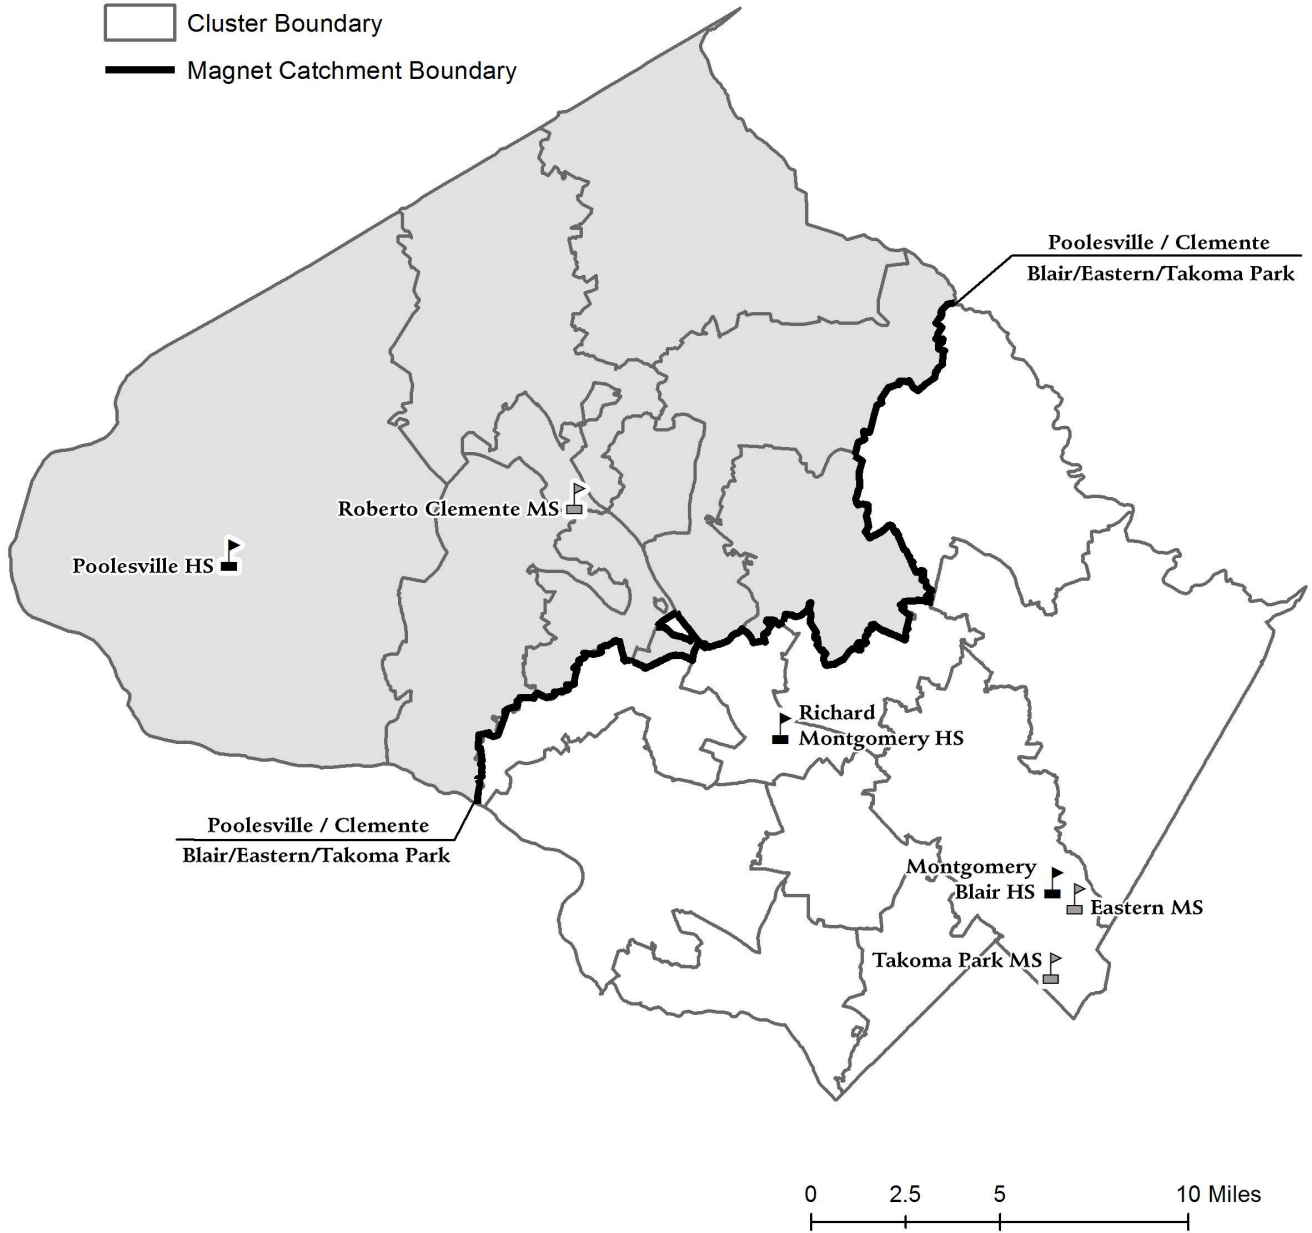 Cluster Boundary
Magnet Catchment Boundary
Poolesville / Clemente
Blair/Eastern/Takoma Park
Roberto Clemente MS
Poolesville HS
Richard
Montgomery HS
Poolesville / Clemente
Blair/Eastern/Takoma Park
Montgomery
Blair HS
Eastern MS
Takoma Park MS
0 2.5 5 10 Miles